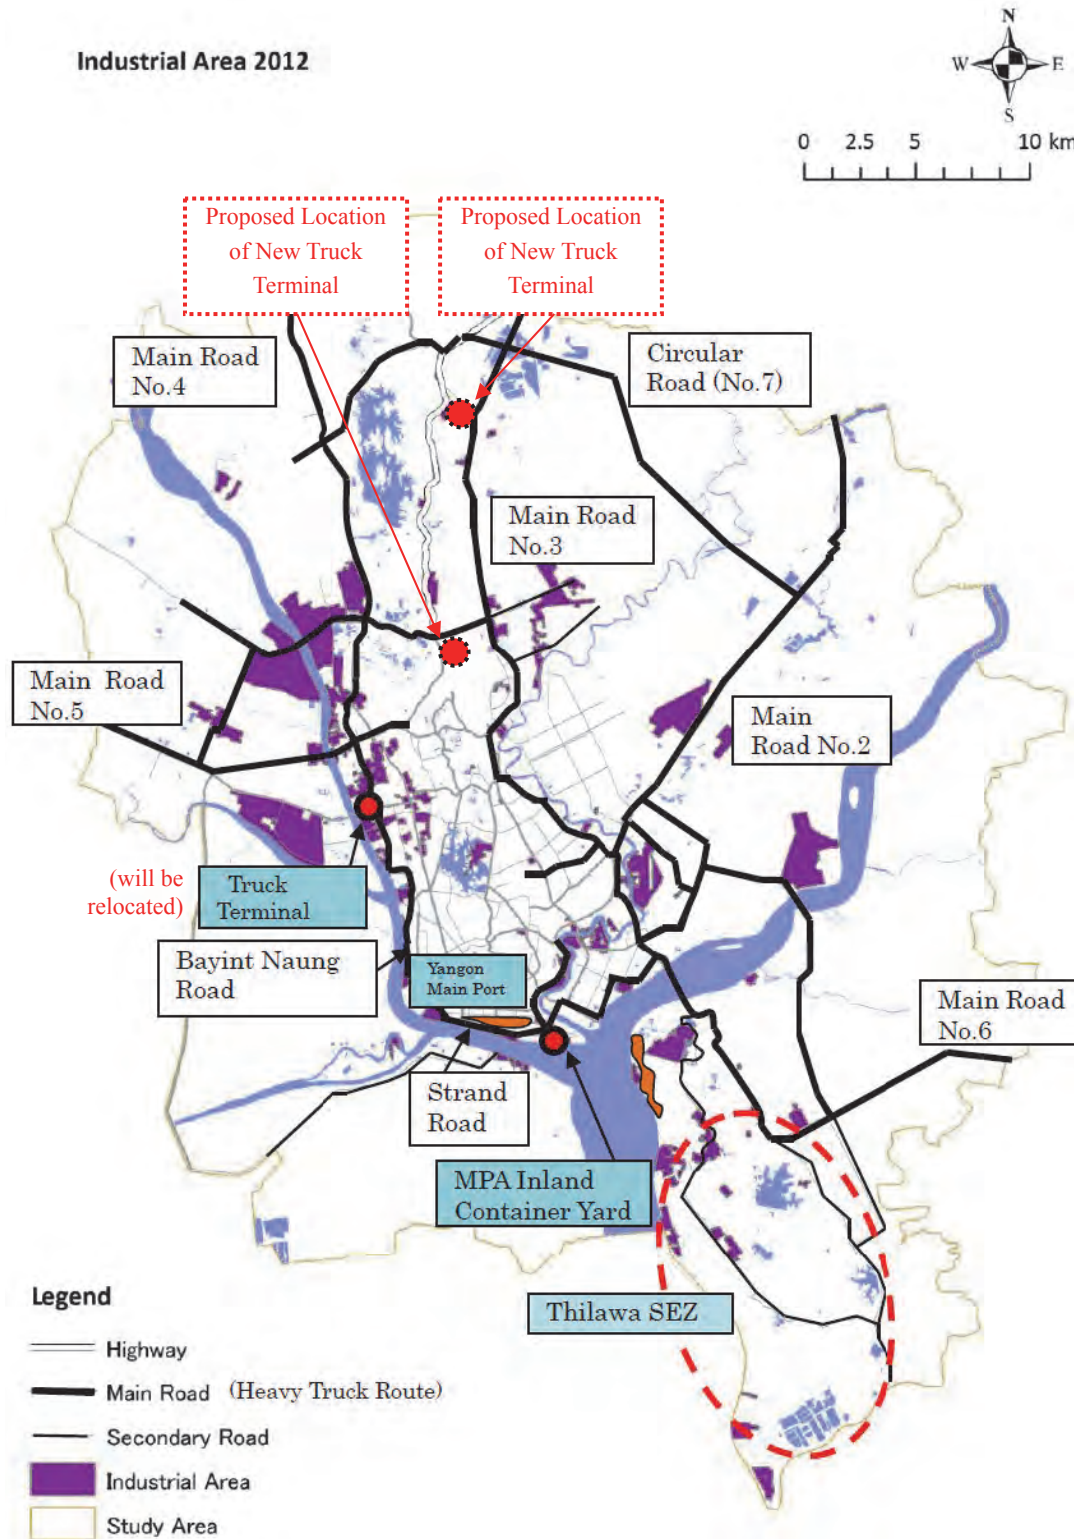 Industrial Area 2012
N
W E
S
0 2.5 5 10 km
Proposed Location
of New Truck
Terminal
Proposed Location
of New Truck
Terminal
Main Road
No.4
Circular
Road (No.7)
Main Road
No.3
Main Road
No.5
Main
Road No.2
(will be
relocated)
Truck
Terminal
Bayint Naung
Road
Yangon
Main Port
Main Road
No.6
Strand
Road
MPA Inland
Container Yard
Thilawa SEZ
Legend
Highway
Main Road (Heavy Truck Route)
Secondary Road
Industrial Area
Study Area